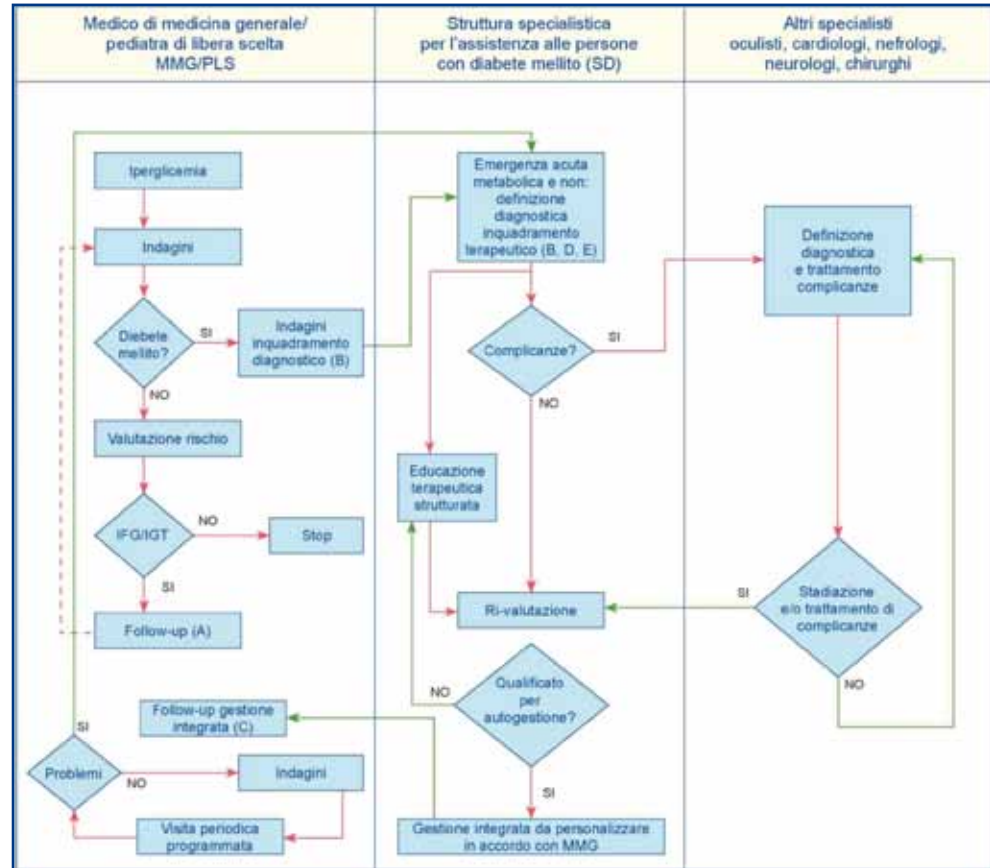 Medico di medicina generale/
pediatra di libera scelta
MMG/PLS
Struttura specialistica
per l'assistenza alle persone
con diabete mellito (SD)
Altri specialisti
oculisti, cardiologi, nefrologi,
neurologi, chirurghi
Iperglicemia
Indagini
Diebele
mellito?
SI
Indagini
inquadramento
diagnostico (B)
NO
Valutazione rischio
IFG/IGT
NO
Stop
SI
Follow-up (A)
Follow-up gestione
integrata (C)
SI
Problemi
NO
Indagini
Visita periodica
programmata
Emergenza acuta
metabolica e non:
definizione
diagnostica
inquadramento
terapeutico (B, D, E)
Complicanze?
SI
NO
Educazione
terapeutica
strutturata
Ri-valutazione
Qualificato
per
autogestione?
NO
SI
Gestione integrata da personalizzare
in accordo con MMG
Definizione
diagnostica
e trattamento
complicanze
Stadiazione
e/o trattamento di
complicanze
SI
NO